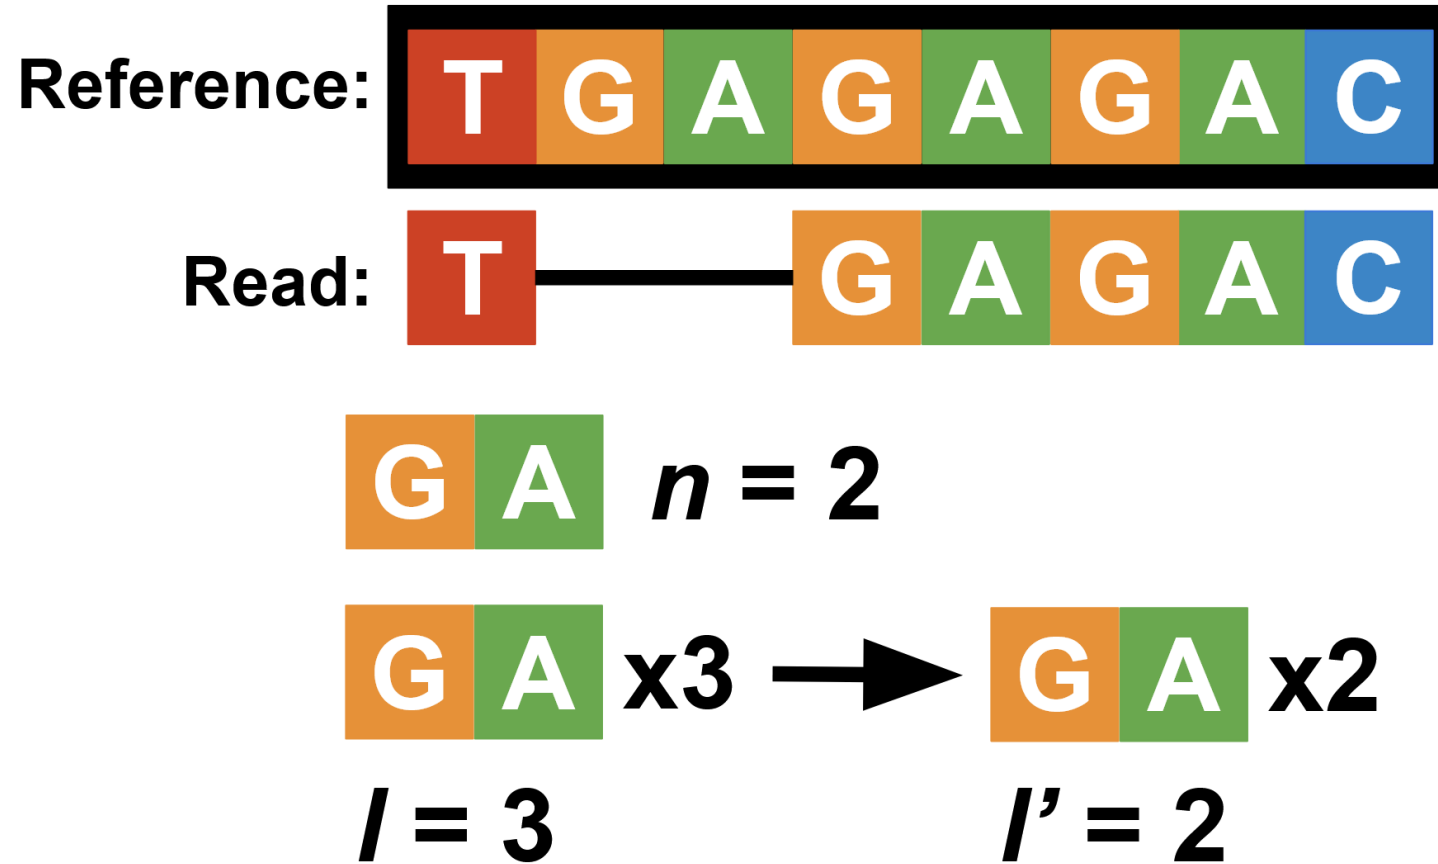 Reference: T G A G A G A C
Read: T G A G A C
G A n = 2
G A x3 G A x2
l = 3 l’ = 2